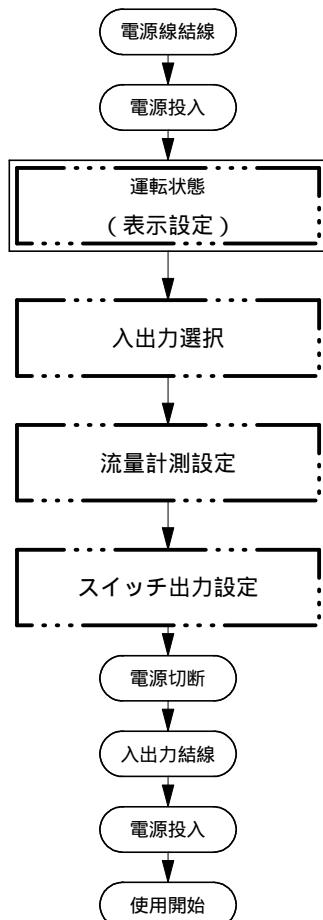 電源線結線
電源投入
運転状態
(表示設定)
入出力選択
流量計測設定
スイッチ出力設定
電源切断
入出力結線
電源投入
使用開始